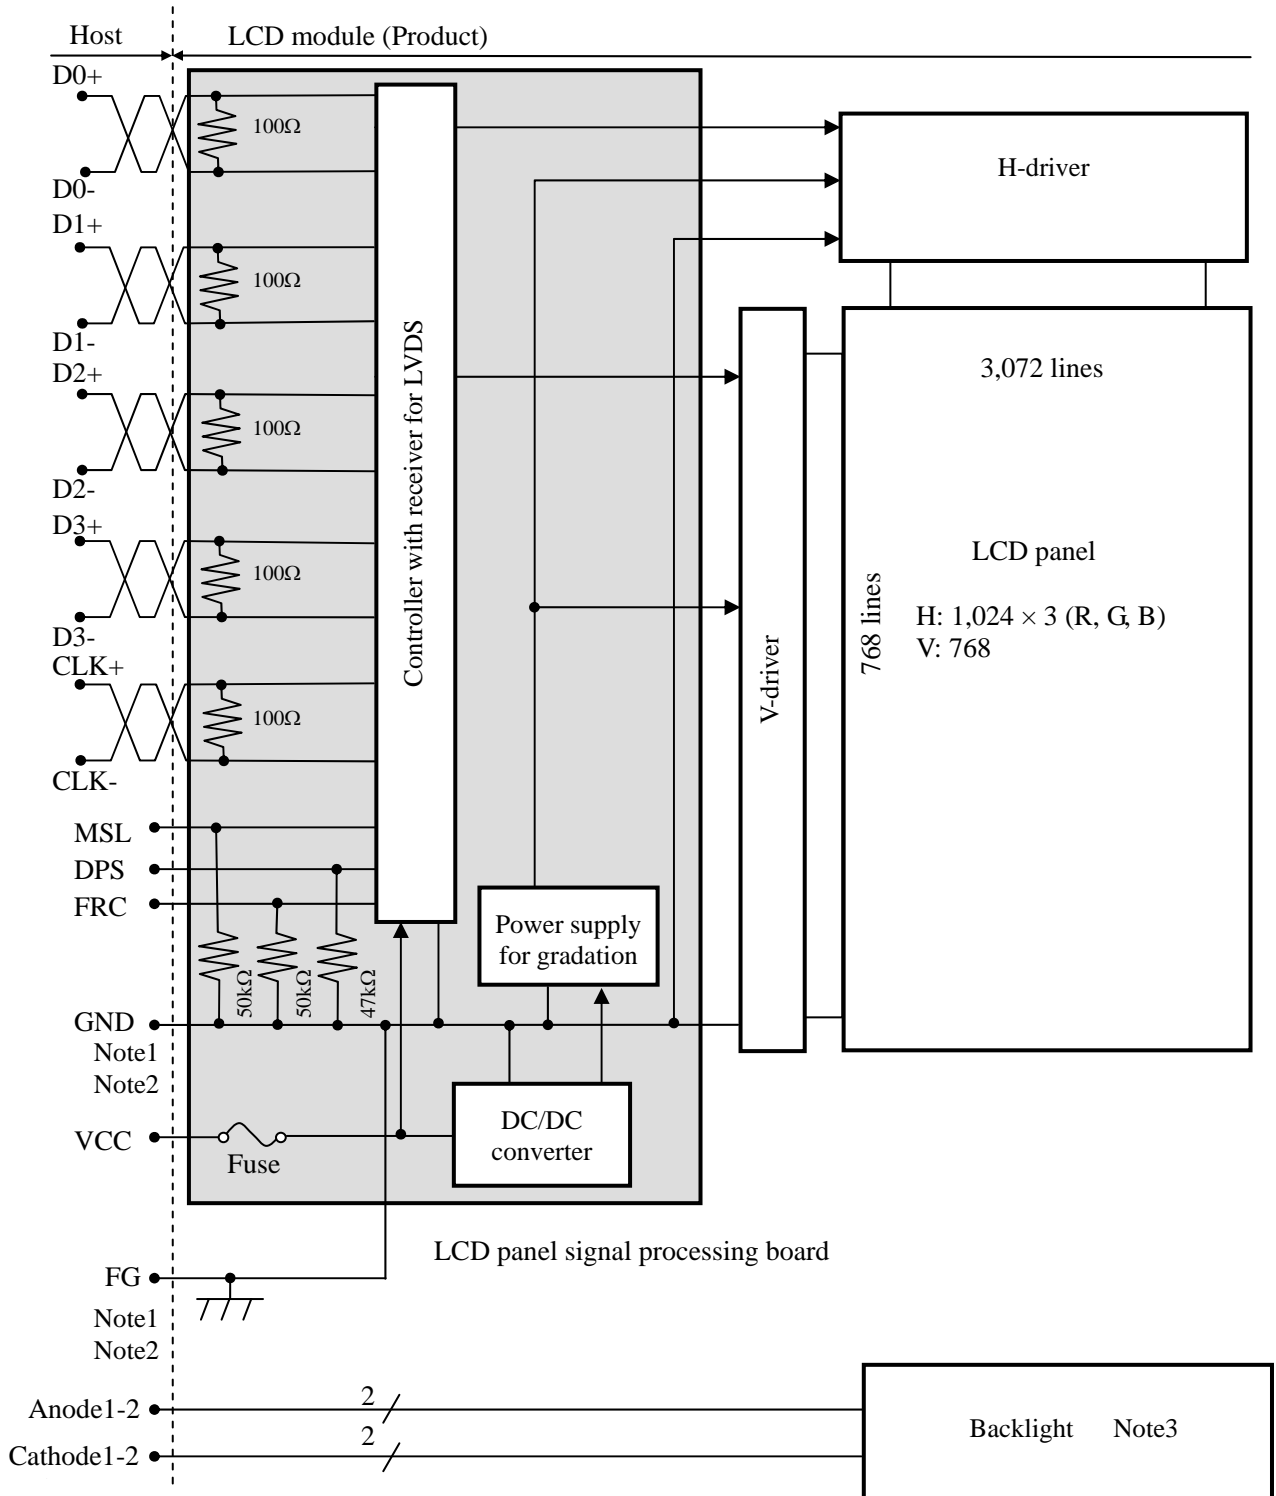 Host
LCD module (Product)
D0+
100Ω
D0-
D1+
100Ω
D1-
D2+
100Ω
D2-
D3+
100Ω
D3-
CLK+
100Ω
CLK-
MSL
DPS
FRC
50kΩ
50kΩ
47kΩ
GND
Note1
Note2
VCC
Fuse
Controller with receiver for LVDS
Power supply
for gradation
DC/DC
converter
H-driver
V-driver
3,072 lines
768 lines
LCD panel
H: 1,024 × 3 (R, G, B)
V: 768
LCD panel signal processing board
FG
Note1
Note2
Anode1-2
2
Cathode1-2
2
Backlight Note3